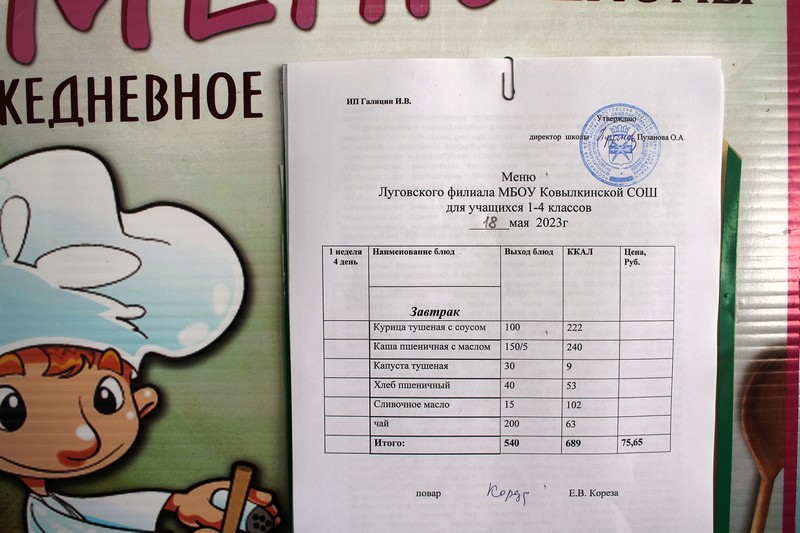 МЕНЮ
ЖЕДНЕВНОЕ
ИП Галицин И.В.
Утверждаю
директор школы Пузанова О.А
Меню
Луговского филиала МБОУ Ковылкинской СОШ
для учащихся 1-4 классов
18 мая 2023г
1 неделя 4 день Наименование блюд Выход блюд ККАЛ Цена, Руб.
Завтрак
Курица тушеная с соусом 100 222
Каша пшеничная с маслом 150/5 240
Капуста тушеная 30 9
Хлеб пшеничный 40 53
Сливочное масло 15 102
чай 200 63
Итого: 540 689 75,65
повар Корез Е.В. Кореза